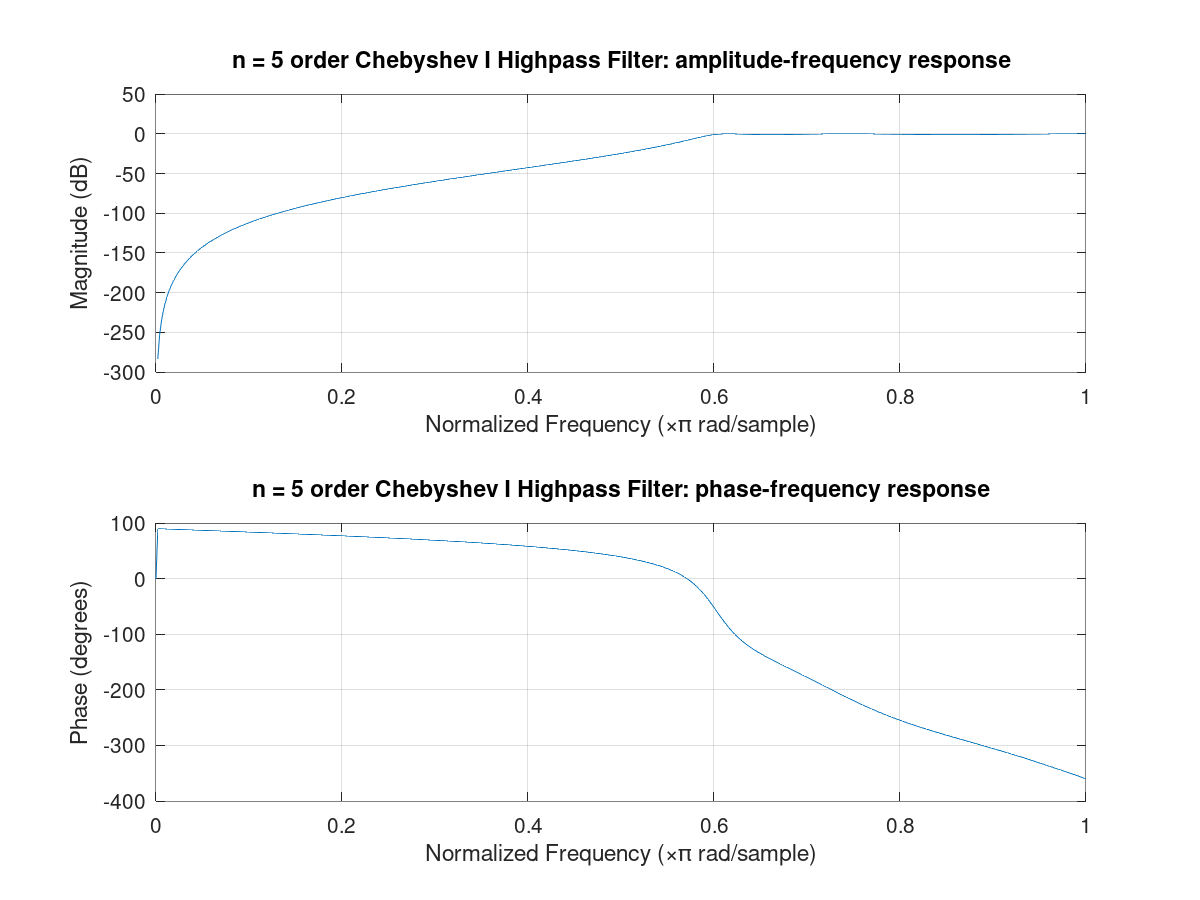 n = 5 order Chebyshev I Highpass Filter: amplitude-frequency response
50
0
-50
-100
-150
-200
-250
-300
Magnitude (dB)
0 0.2 0.4 0.6 0.8 1
Normalized Frequency (×π rad/sample)
n = 5 order Chebyshev I Highpass Filter: phase-frequency response
100
0
-100
-200
-300
-400
Phase (degrees)
0 0.2 0.4 0.6 0.8 1
Normalized Frequency (×π rad/sample)